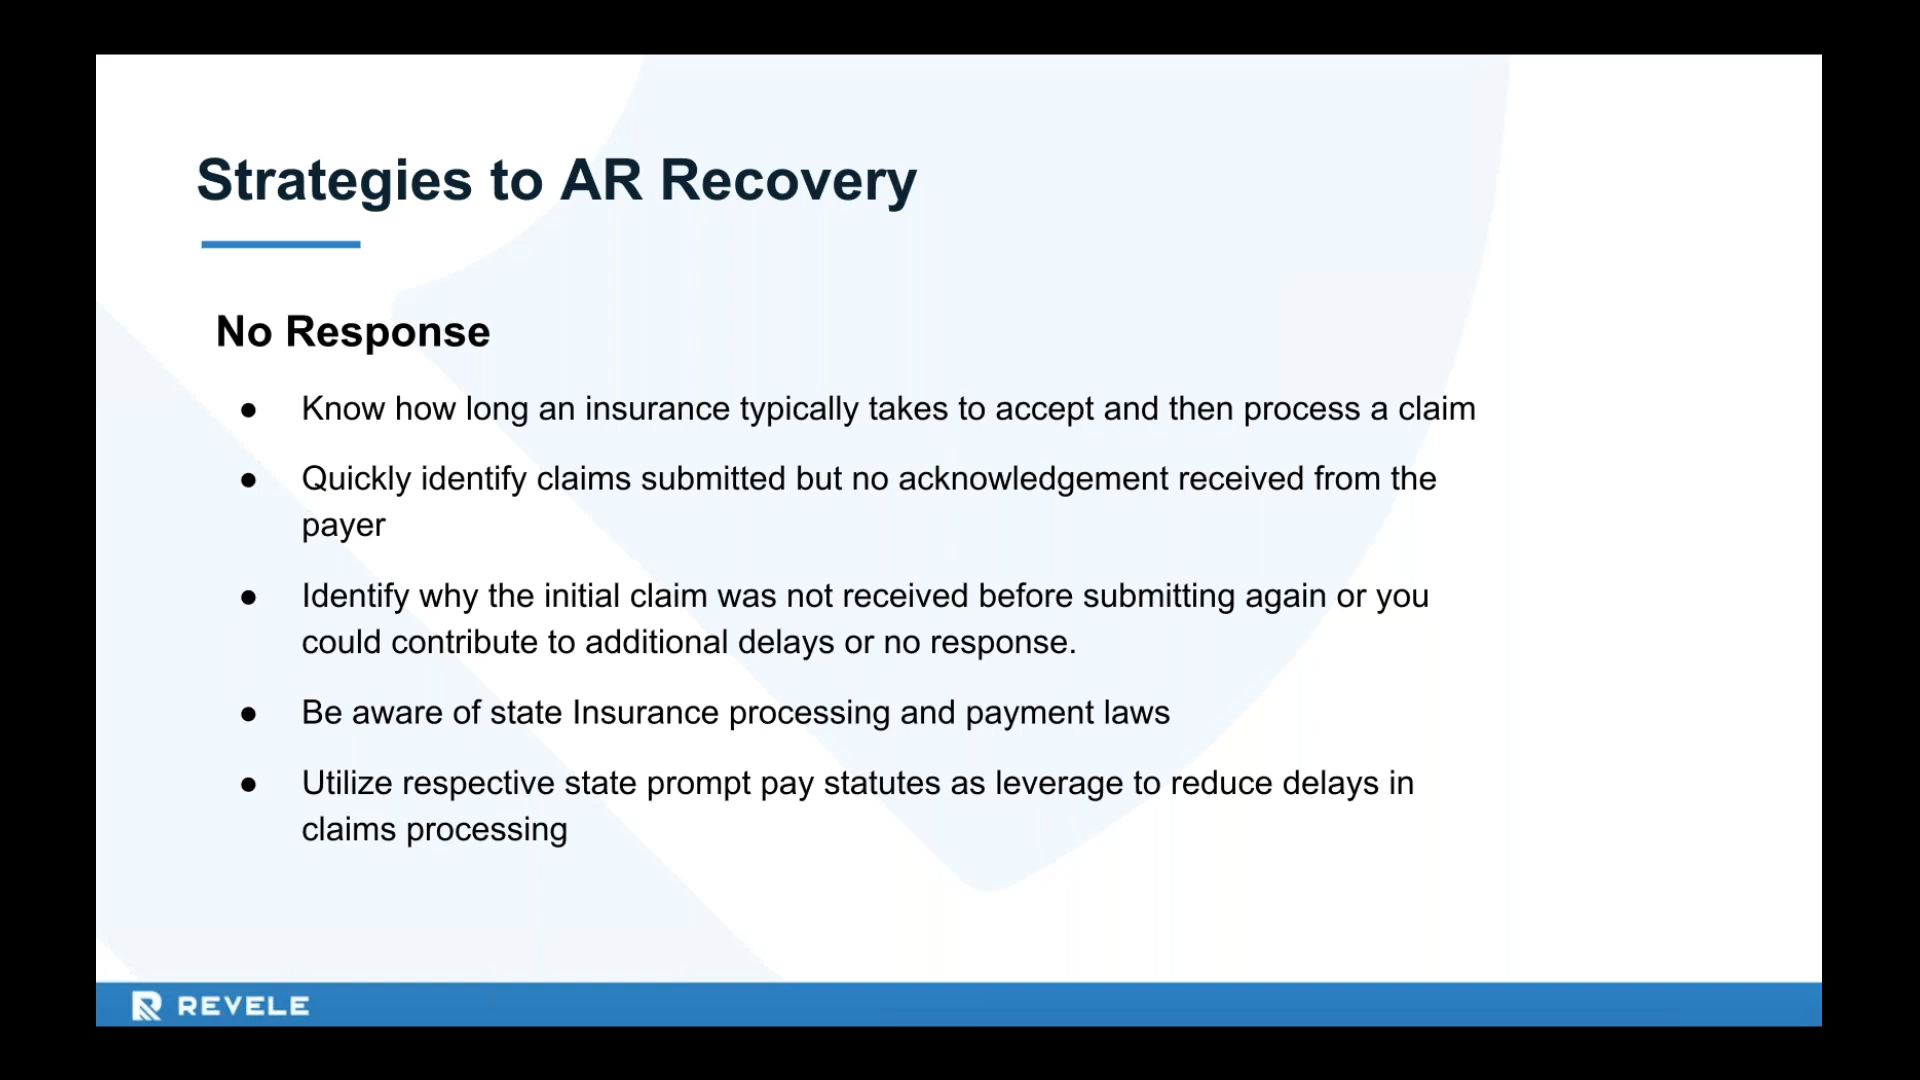 Strategies to AR Recovery
No Response
● Know how long an insurance typically takes to accept and then process a claim
● Quickly identify claims submitted but no acknowledgement received from the
payer
● Identify why the initial claim was not received before submitting again or you
could contribute to additional delays or no response.
● Be aware of state Insurance processing and payment laws
● Utilize respective state prompt pay statutes as leverage to reduce delays in
claims processing
REVELE